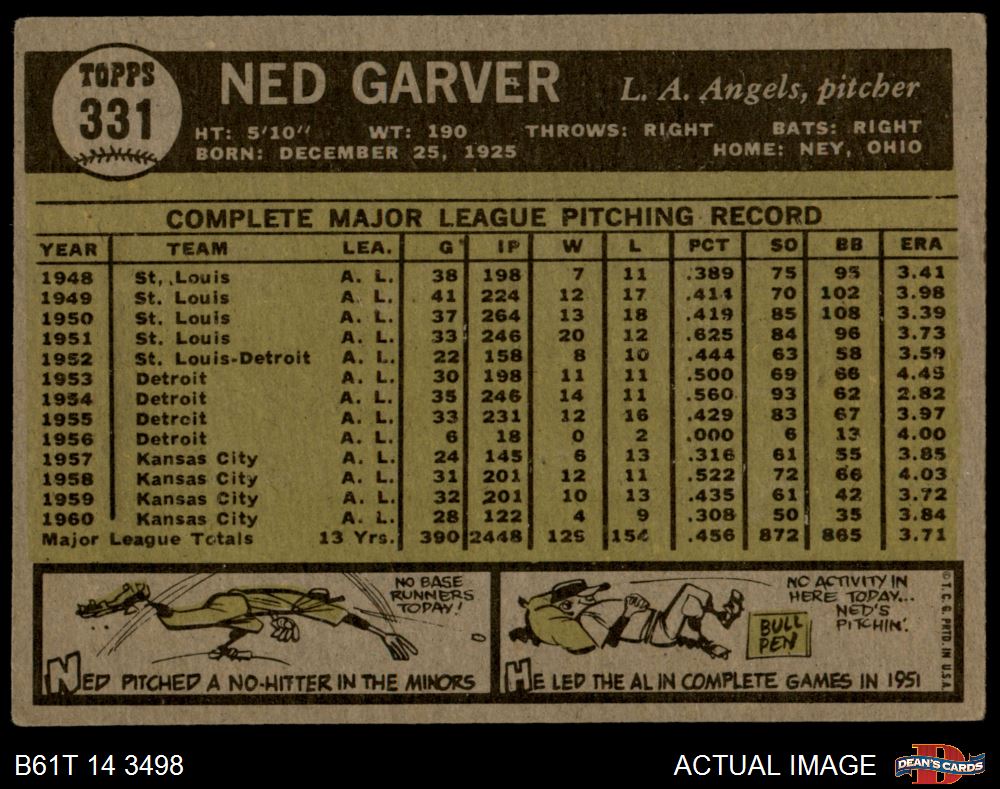 TOPPS
331
NED GARVER
L. A. Angels, pitcher
HT: 5'10" WT: 190 THROWS: RIGHT BATS: RIGHT
BORN: DECEMBER 25, 1925 HOME: NEY, OHIO
COMPLETE MAJOR LEAGUE PITCHING RECORD
YEAR TEAM LEA. G IP W L PCT SO BB ERA
1948 St. Louis A. L. 38 198 7 11 .389 75 95 3.41
1949 St. Louis A. L. 41 224 12 17 .414 70 102 3.98
1950 St. Louis A. L. 37 264 13 18 .419 85 108 3.39
1951 St. Louis A. L. 33 246 20 12 .625 84 96 3.73
1952 St. Louis-Detroit A. L. 22 158 8 10 .444 63 58 3.59
1953 Detroit A. L. 30 198 11 11 .500 69 66 4.45
1954 Detroit A. L. 35 246 14 11 .560 93 62 2.82
1955 Detroit A. L. 33 231 12 16 .429 83 67 3.97
1956 Detroit A. L. 6 18 0 2 .000 6 13 4.00
1957 Kansas City A. L. 24 145 6 13 .316 61 55 3.85
1958 Kansas City A. L. 31 201 12 11 .522 72 66 4.03
1959 Kansas City A. L. 32 201 10 13 .435 61 42 3.72
1960 Kansas City A. L. 28 122 4 9 .308 50 35 3.84
Major League Totals 13 Yrs. 390 2448 129 154 .456 872 865 3.71
NO BASE
RUNNERS
TODAY!
NED PITCHED A NO-HITTER IN THE MINORS
NO ACTIVITY IN
HERE TODAY...
NED'S
PITCHIN'.
BULL
PEN
HE LED THE AL IN COMPLETE GAMES IN 1951
© T. C. G. PRTD. IN U.S.A.
B61T 14 3498
ACTUAL IMAGE
DEAN'S CARDS